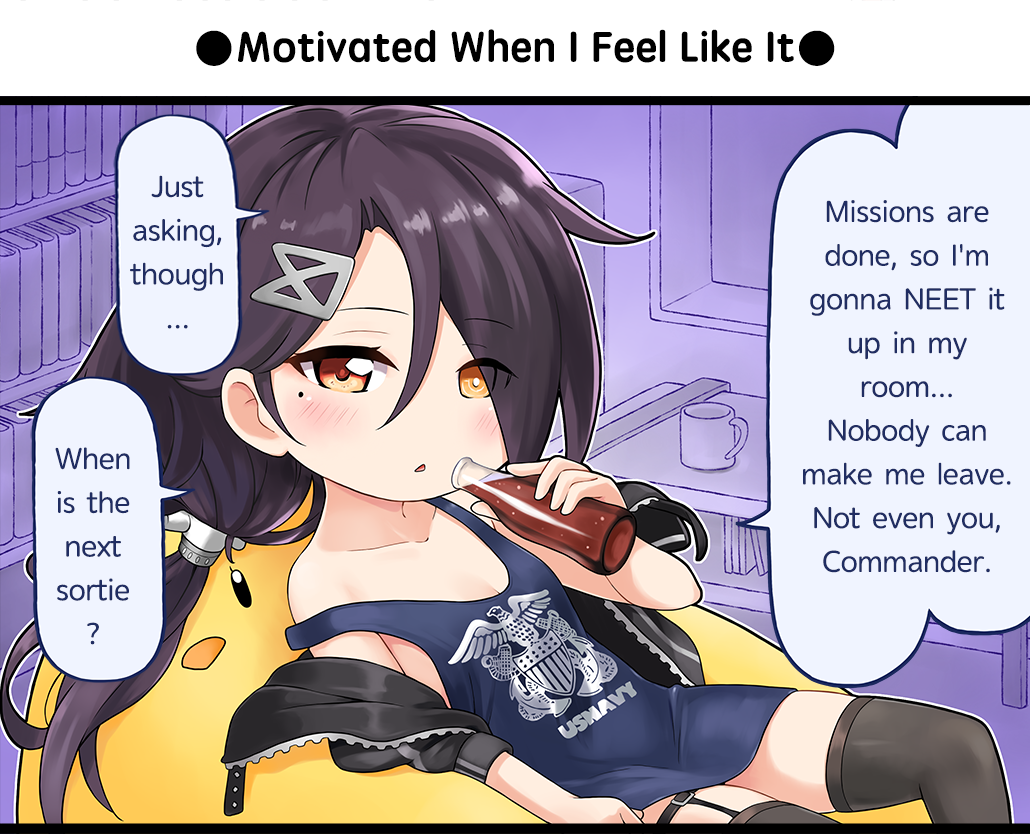 ●Motivated When I Feel Like It●
Missions are
done, so I'm
gonna NEET it
up in my
room...
Nobody can
make me leave.
Not even you,
Commander.
Just
asking,
though
...
When
is the
next
sortie
?
USNAVY